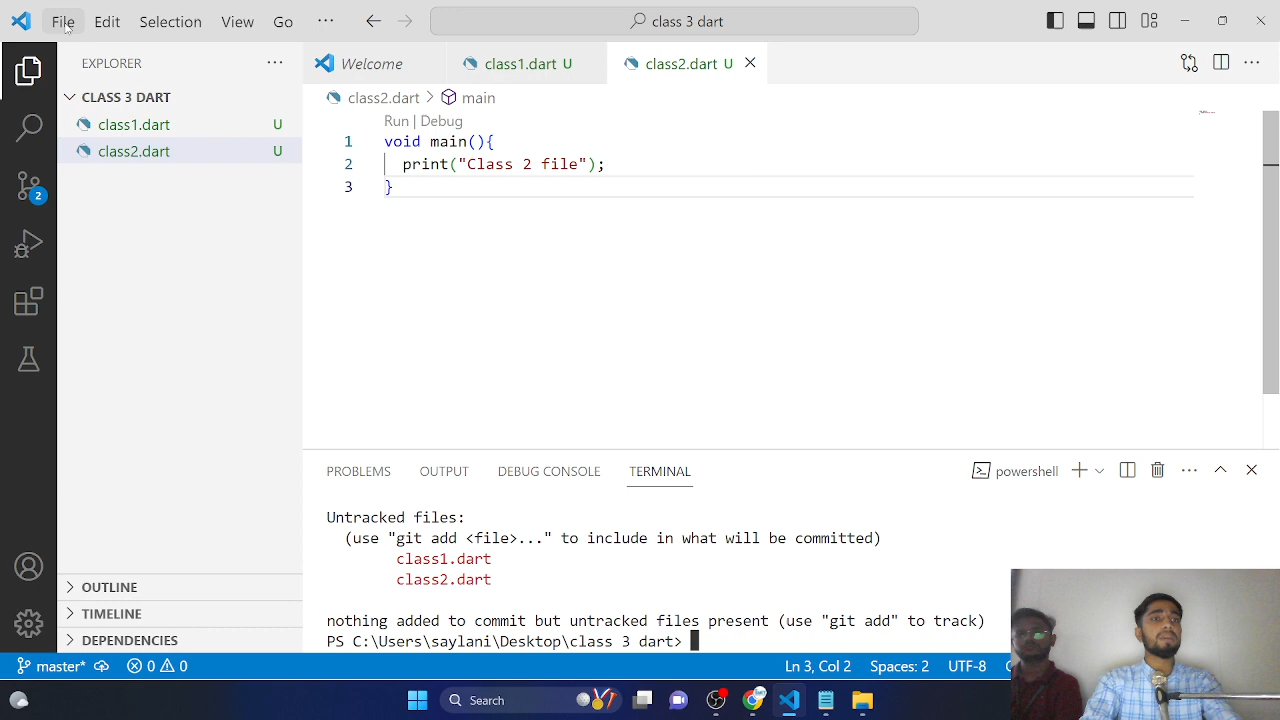 File Edit Selection View Go ··· class 3 dart
EXPLORER ···
CLASS 3 DART
class1.dart U
class2.dart U
OUTLINE
TIMELINE
DEPENDENCIES
2
Welcome class1.dart U class2.dart U
class2.dart > main
Run | Debug
1 void main(){
2 print("Class 2 file");
3 }
PROBLEMS OUTPUT DEBUG CONSOLE TERMINAL powershell
Untracked files:
(use "git add <file>..." to include in what will be committed)
class1.dart
class2.dart
nothing added to commit but untracked files present (use "git add" to track)
PS C:\Users\saylani\Desktop\class 3 dart>
master* 0 0 Ln 3, Col 2 Spaces: 2 UTF-8
Search